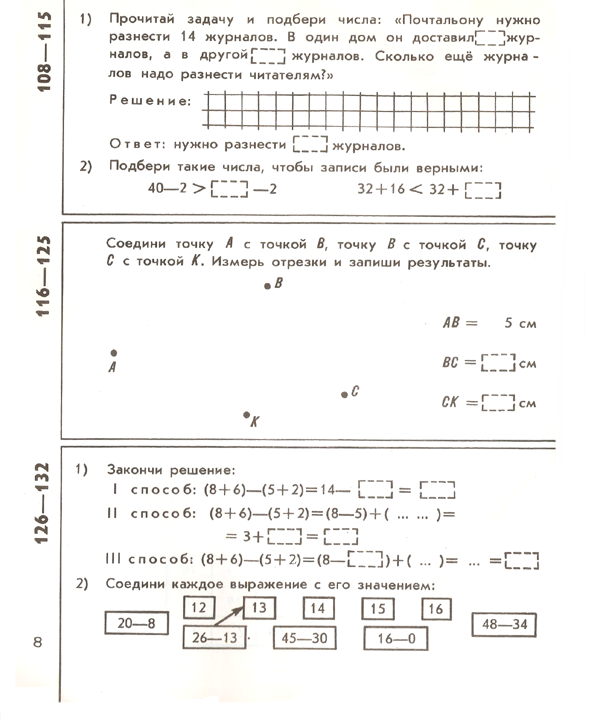 108—115
1) Прочитай задачу и подбери числа: «Почтальону нужно
разнести 14 журналов. В один дом он доставил[ ]жур-
налов, а в другой[ ] журналов. Сколько ещё журна-
лов надо разнести читателям?»
Решение:
Ответ: нужно разнести [ ] журналов.
2) Подбери такие числа, чтобы записи были верными:
40—2 > [ ] —2 32+16 < 32+ [ ]
116—125
Соедини точку A с точкой B, точку B с точкой C, точку
C с точкой K. Измерь отрезки и запиши результаты.
B
AB = 5 см
A
BC = [ ] см
C
CK = [ ] см
K
126—132
1) Закончи решение:
I способ: (8+6)—(5+2)=14— [ ] = [ ]
II способ: (8+6)—(5+2)=(8—5)+( ... ... )=
= 3+[ ]=[ ]
III способ: (8+6)—(5+2)=(8—[ ])+( ... )= ... =[ ]
2) Соедини каждое выражение с его значением:
12 13 14 15 16
20—8 26—13 45—30 16—0 48—34
8